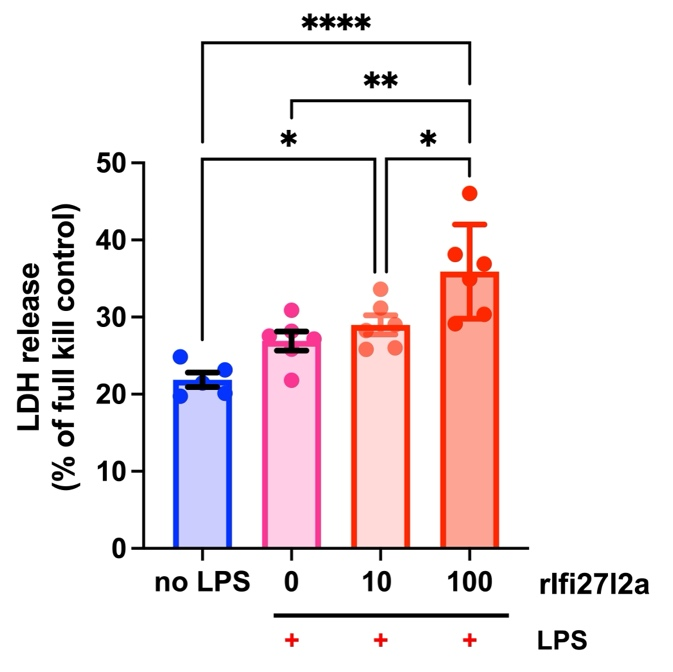 ****
**
*
*
50
40
30
20
10
0
LDH release
(% of full kill control)
no LPS 0 10 100 rIfi27l2a
+ + + LPS